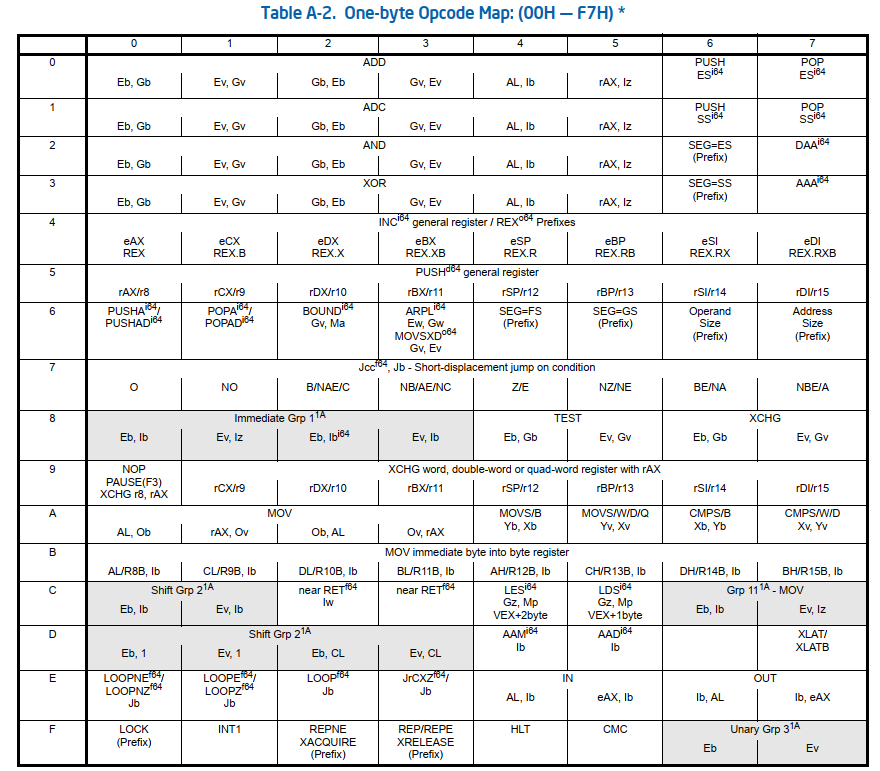 Table A-2. One-byte Opcode Map: (00H — F7H) *
0 1 2 3 4 5 6 7
0 ADD PUSH ES^i64 POP ES^i64
Eb, Gb Ev, Gv Gb, Eb Gv, Ev AL, Ib rAX, Iz
1 ADC PUSH SS^i64 POP SS^i64
Eb, Gb Ev, Gv Gb, Eb Gv, Ev AL, Ib rAX, Iz
2 AND SEG=ES (Prefix) DAA^i64
Eb, Gb Ev, Gv Gb, Eb Gv, Ev AL, Ib rAX, Iz
3 XOR SEG=SS (Prefix) AAA^i64
Eb, Gb Ev, Gv Gb, Eb Gv, Ev AL, Ib rAX, Iz
4 INC^i64 general register / REX^o64 Prefixes
eAX eCX eDX eBX eSP eBP eSI eDI
REX REX.B REX.X REX.XB REX.R REX.RB REX.RX REX.RXB
5 PUSH^d64 general register
rAX/r8 rCX/r9 rDX/r10 rBX/r11 rSP/r12 rBP/r13 rSI/r14 rDI/r15
6 PUSHA^i64/ POPA^i64/ BOUND^i64 ARPL^i64 SEG=FS SEG=GS Operand Address
PUSHAD^i64 POPAD^i64 Gv, Ma Ew, Gw (Prefix) (Prefix) Size Size
MOVSXD^o64 (Prefix) (Prefix)
Gv, Ev
7 Jcc^f64, Jb - Short-displacement jump on condition
O NO B/NAE/C NB/AE/NC Z/E NZ/NE BE/NA NBE/A
8 Immediate Grp 1^1A TEST XCHG
Eb, Ib Ev, Iz Eb, Ib^i64 Ev, Ib Eb, Gb Ev, Gv Eb, Gb Ev, Gv
9 NOP XCHG word, double-word or quad-word register with rAX
PAUSE(F3)
XCHG r8, rAX rCX/r9 rDX/r10 rBX/r11 rSP/r12 rBP/r13 rSI/r14 rDI/r15
A MOV MOVS/B MOVS/W/D/Q CMPS/B CMPS/W/D
Yb, Xb Yv, Xv Xb, Yb Xv, Yv
AL, Ob rAX, Ov Ob, AL Ov, rAX
B MOV immediate byte into byte register
AL/R8B, Ib CL/R9B, Ib DL/R10B, Ib BL/R11B, Ib AH/R12B, Ib CH/R13B, Ib DH/R14B, Ib BH/R15B, Ib
C Shift Grp 2^1A near RET^f64 near RET^f64 LES^i64 LDS^i64 Grp 11^1A - MOV
Iw Gz, Mp Gz, Mp
Eb, Ib Ev, Ib VEX+2byte VEX+1byte Eb, Ib Ev, Iz
D Shift Grp 2^1A AAM^i64 AAD^i64 XLAT/
Ib Ib XLATB
Eb, 1 Ev, 1 Eb, CL Ev, CL
E LOOPNE^f64/ LOOPE^f64/ LOOP^f64 JrCXZ^f64/ IN OUT
LOOPNZ^f64 LOOPZ^f64 Jb Jb
Jb Jb AL, Ib eAX, Ib Ib, AL Ib, eAX
F LOCK INT1 REPNE REP/REPE HLT CMC Unary Grp 3^1A
(Prefix) XACQUIRE XRELEASE
(Prefix) (Prefix) Eb Ev